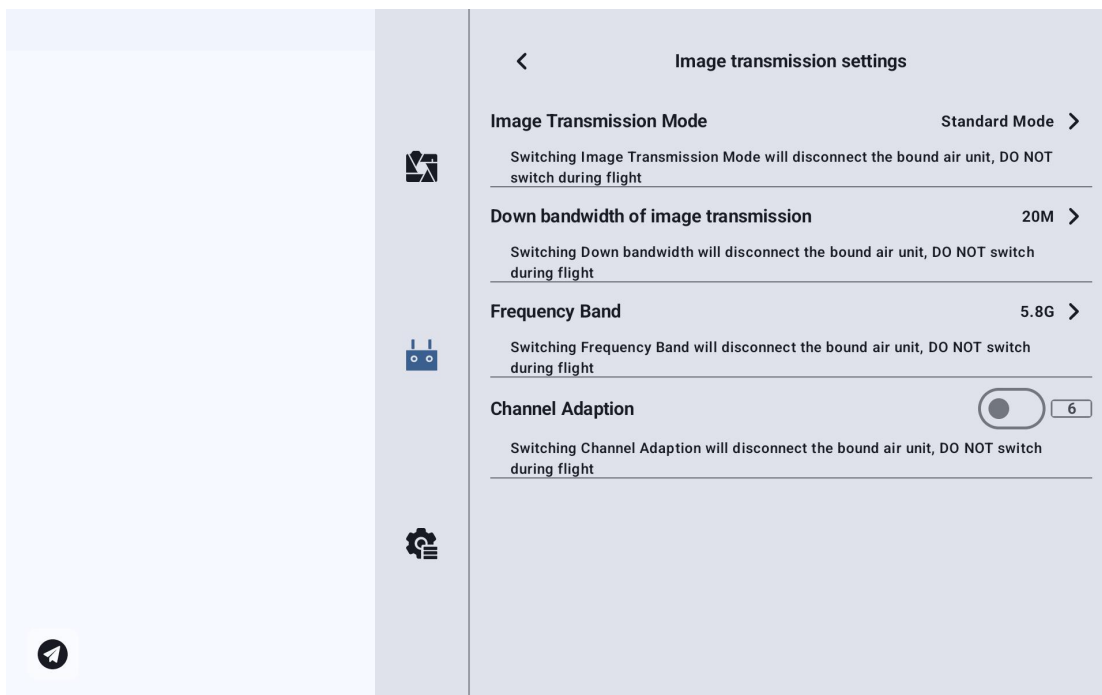 Image transmission settings
Image Transmission Mode
Standard Mode
Switching Image Transmission Mode will disconnect the bound air unit, DO NOT
switch during flight
Down bandwidth of image transmission
20M
Switching Down bandwidth will disconnect the bound air unit, DO NOT switch
during flight
Frequency Band
5.8G
Switching Frequency Band will disconnect the bound air unit, DO NOT switch
during flight
Channel Adaption
6
Switching Channel Adaption will disconnect the bound air unit, DO NOT switch
during flight